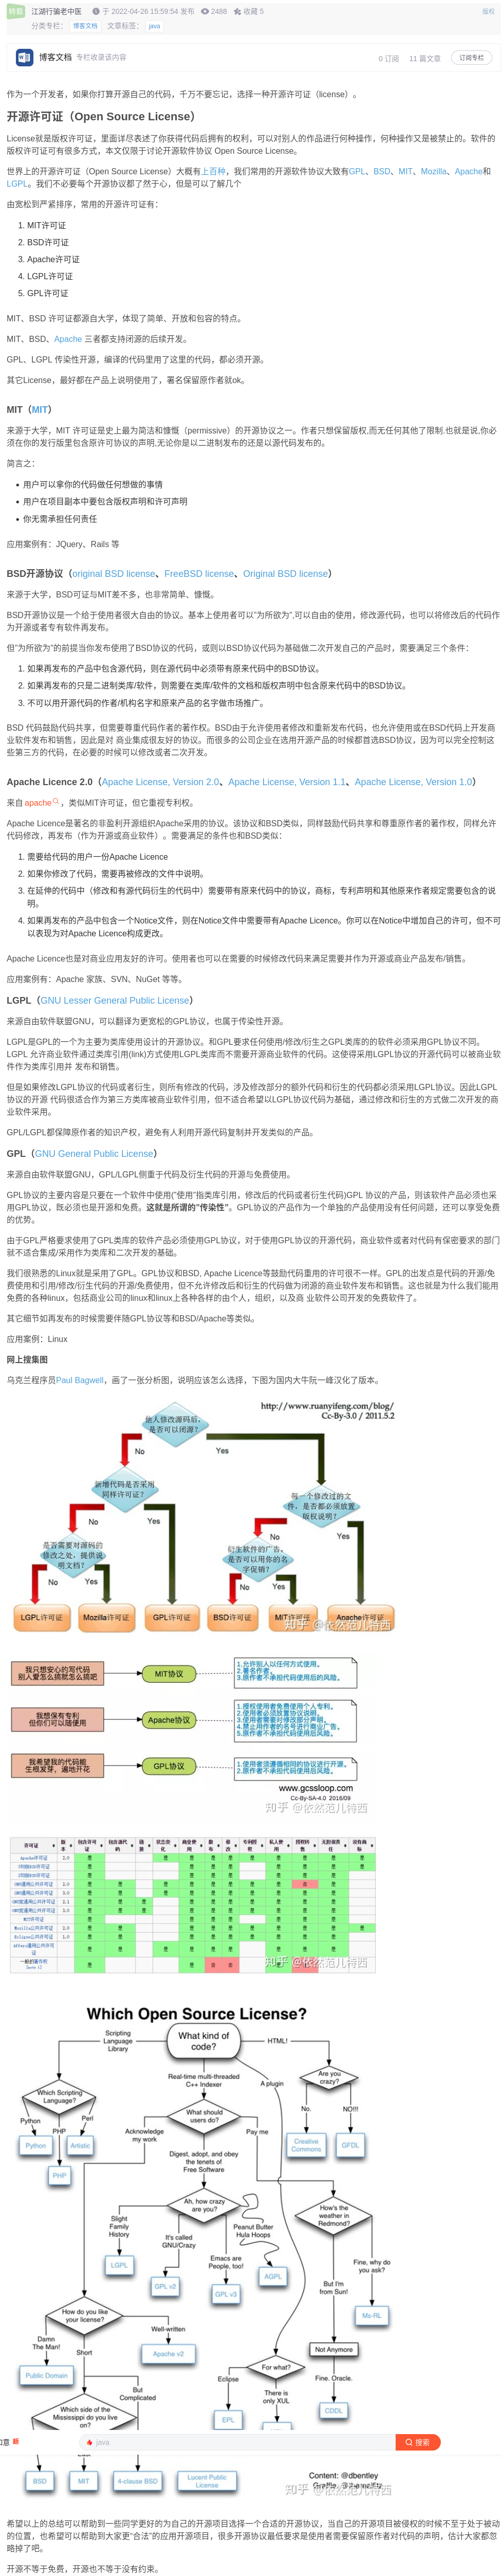 转载
江湖行骗老中医 于 2022-04-26 15:59:54 发布 2488 收藏 5
版权
分类专栏： 博客文档 文章标签： java
博客文档 专栏收录该内容
0 订阅 11 篇文章 订阅专栏
作为一个开发者，如果你打算开源自己的代码，千万不要忘记，选择一种开源许可证（license）。
开源许可证（Open Source License）
License就是版权许可证，里面详尽表述了你获得代码后拥有的权利，可以对别人的作品进行何种操作，何种操作又是被禁止的。软件的
版权许可证可有很多方式，本文仅限于讨论开源软件协议 Open Source License。
世界上的开源许可证（Open Source License）大概有上百种，我们常用的开源软件协议大致有GPL、BSD、MIT、Mozilla、Apache和
LGPL。我们不必要每个开源协议都了然于心，但是可以了解几个
由宽松到严紧排序，常用的开源许可证有：
1. MIT许可证
2. BSD许可证
3. Apache许可证
4. LGPL许可证
5. GPL许可证
MIT、BSD 许可证都源自大学，体现了简单、开放和包容的特点。
MIT、BSD、Apache 三者都支持闭源的后续开发。
GPL、LGPL 传染性开源，编译的代码里用了这里的代码，都必须开源。
其它License，最好都在产品上说明使用了，署名保留原作者就ok。
MIT（MIT）
来源于大学，MIT 许可证是史上最为简洁和慷慨（permissive）的开源协议之一。作者只想保留版权,而无任何其他了限制.也就是说,你必
须在你的发行版里包含原许可协议的声明,无论你是以二进制发布的还是以源代码发布的。
简言之：
用户可以拿你的代码做任何想做的事情
用户在项目副本中要包含版权声明和许可声明
你无需承担任何责任
应用案例有：JQuery、Rails 等
BSD开源协议（original BSD license、FreeBSD license、Original BSD license）
来源于大学，BSD可证与MIT差不多，也非常简单、慷慨。
BSD开源协议是一个给于使用者很大自由的协议。基本上使用者可以"为所欲为",可以自由的使用，修改源代码，也可以将修改后的代码作
为开源或者专有软件再发布。
但"为所欲为"的前提当你发布使用了BSD协议的代码，或则以BSD协议代码为基础做二次开发自己的产品时，需要满足三个条件：
1. 如果再发布的产品中包含源代码，则在源代码中必须带有原来代码中的BSD协议。
2. 如果再发布的只是二进制类库/软件，则需要在类库/软件的文档和版权声明中包含原来代码中的BSD协议。
3. 不可以用开源代码的作者/机构名字和原来产品的名字做市场推广。
BSD 代码鼓励代码共享，但需要尊重代码作者的著作权。BSD由于允许使用者修改和重新发布代码，也允许使用或在BSD代码上开发商
业软件发布和销售，因此是对 商业集成很友好的协议。而很多的公司企业在选用开源产品的时候都首选BSD协议，因为可以完全控制这
些第三方的代码，在必要的时候可以修改或者二次开发。
Apache Licence 2.0（Apache License, Version 2.0、Apache License, Version 1.1、Apache License, Version 1.0）
来自 apache，类似MIT许可证，但它重视专利权。
Apache Licence是著名的非盈利开源组织Apache采用的协议。该协议和BSD类似，同样鼓励代码共享和尊重原作者的著作权，同样允许
代码修改，再发布（作为开源或商业软件）。需要满足的条件也和BSD类似：
1. 需要给代码的用户一份Apache Licence
2. 如果你修改了代码，需要再被修改的文件中说明。
3. 在延伸的代码中（修改和有源代码衍生的代码中）需要带有原来代码中的协议，商标，专利声明和其他原来作者规定需要包含的说
明。
4. 如果再发布的产品中包含一个Notice文件，则在Notice文件中需要带有Apache Licence。你可以在Notice中增加自己的许可，但不可
以表现为对Apache Licence构成更改。
Apache Licence也是对商业应用友好的许可。使用者也可以在需要的时候修改代码来满足需要并作为开源或商业产品发布/销售。
应用案例有：Apache 家族、SVN、NuGet 等等。
LGPL（GNU Lesser General Public License）
来源自由软件联盟GNU，可以翻译为更宽松的GPL协议，也属于传染性开源。
LGPL是GPL的一个为主要为类库使用设计的开源协议。和GPL要求任何使用/修改/衍生之GPL类库的的软件必须采用GPL协议不同。
LGPL 允许商业软件通过类库引用(link)方式使用LGPL类库而不需要开源商业软件的代码。这使得采用LGPL协议的开源代码可以被商业软
件作为类库引用并 发布和销售。
但是如果修改LGPL协议的代码或者衍生，则所有修改的代码，涉及修改部分的额外代码和衍生的代码都必须采用LGPL协议。因此LGPL
协议的开源 代码很适合作为第三方类库被商业软件引用，但不适合希望以LGPL协议代码为基础，通过修改和衍生的方式做二次开发的商
业软件采用。
GPL/LGPL都保障原作者的知识产权，避免有人利用开源代码复制并开发类似的产品。
GPL（GNU General Public License）
来源自由软件联盟GNU，GPL/LGPL侧重于代码及衍生代码的开源与免费使用。
GPL协议的主要内容是只要在一个软件中使用("使用"指类库引用，修改后的代码或者衍生代码)GPL 协议的产品，则该软件产品必须也采
用GPL协议，既必须也是开源和免费。这就是所谓的"传染性"。GPL协议的产品作为一个单独的产品使用没有任何问题，还可以享受免费
的优势。
由于GPL严格要求使用了GPL类库的软件产品必须使用GPL协议，对于使用GPL协议的开源代码，商业软件或者对代码有保密要求的部门
就不适合集成/采用作为类库和二次开发的基础。
我们很熟悉的Linux就是采用了GPL。GPL协议和BSD, Apache Licence等鼓励代码重用的许可很不一样。GPL的出发点是代码的开源/免
费使用和引用/修改/衍生代码的开源/免费使用，但不允许修改后和衍生的代码做为闭源的商业软件发布和销售。这也就是为什么我们能用
免费的各种linux，包括商业公司的linux和linux上各种各样的由个人，组织，以及商 业软件公司开发的免费软件了。
其它细节如再发布的时候需要伴随GPL协议等和BSD/Apache等类似。
应用案例：Linux
网上搜集图
乌克兰程序员Paul Bagwell，画了一张分析图，说明应该怎么选择，下图为国内大牛阮一峰汉化了版本。
http://www.ruanyifeng.com/blog/
Cc-By-3.0 / 2011.5.2
他人修改源码后，
是否可以闭源？
No
Yes
新增代码是否采用
同样许可证？
每一个修改过的文
件，是否都必须放置
版权说明？
No
Yes
No
Yes
是否需要对源码的
修改之处，提供说
明文档？
衍生软件的广告，
是否可以用你的名
字促销？
LGPL许可证
Mozilla许可证
GPL许可证
BSD许可证
MIT许可证
Apache许可证
知乎 @依然范儿特西
我只想安心的写代码
别人爱怎么搞就怎么搞吧
MIT协议
1.允许别人以任何方式使用。
2.署名作者。
3.原作者不承担代码使用后的风险。
我想保有专利
但你们可以随便用
Apache协议
1.授权使用者免费使用个人专利。
2.使用者必须放置协议说明。
3.使用者需要对修改部分声明。
4.禁止用作者的名号进行商业广告。
5.原作者不承担代码使用后风险。
我希望我的代码能
生根发芽，遍地开花
GPL协议
1.使用者须遵循相同的协议进行开源。
2.原作者不承担代码使用后风险。
www.gcssloop.com
Cc-By-SA-4.0 2016/09
知乎 @依然范儿特西
知乎 @依然范儿特西
Which Open Source License?
Scripting
Language
Library
What kind of
code?
HTML!
Real-time multi-threaded
C++ Indexer
A plugin
Are you
crazy?
Which Scripting
Language?
Python
PHP
Perl
No.
NO!!!
What should
users do?
Python
Artistic
Creative
Commons
GFDL
PHP
Acknowledge
my work
Pay me
Digest, adopt, and obey
the tenets of
Free Software
Ah, how crazy
are you?
How's the
weather in
Redmond?
Slight
Family
History
It's called
GNU/Crazy
Emacs are
People, too!
Peanut Butter
Hula Hoops
LGPL
GPL v2
GPL v3
AGPL
But I'm
from Sun!
Fine, why do
you ask?
How do you like
your license?
Ms-RL
Damn
The Man!
Short
Well-written
Not Anymore
Public Domain
Apache v2
For what?
Fine. Oracle.
But
Complicated
Eclipse
There is
only XUL
CDDL
Which side of the
Mississippi do you live
on?
EPL
java
搜索
BSD
MIT
4-clause BSD
Lucent Public
License
Content: @dbentley
知乎 @依然范儿特西
希望以上的总结可以帮助到一些同学更好的为自己的开源项目选择一个合适的开源协议，当自己的开源项目被侵权的时候不至于处于被动
的位置，也希望可以帮助到大家更"合法"的应用开源项目，很多开源协议最低要求是使用者需要保留原作者对代码的声明，估计大家都忽
略掉了吧。
开源不等于免费，开源也不等于没有约束。